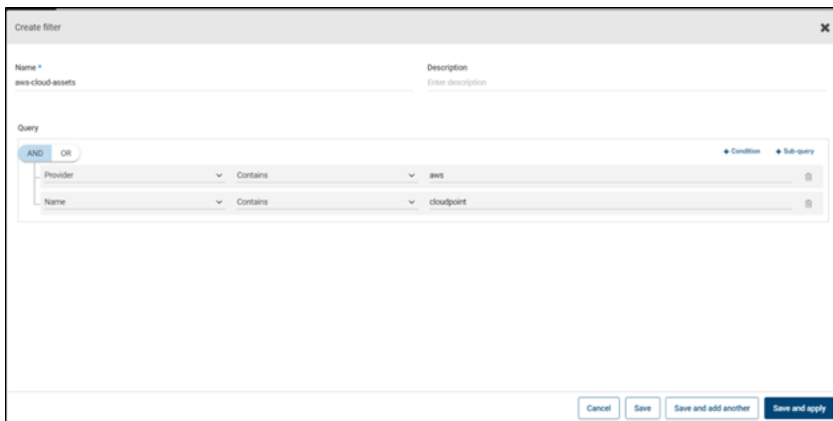 Create filter
Name *
Description
aws-cloud-assets
Enter description
Query
AND OR
+ Condition + Sub-query
Provider Contains aws
Name Contains cloudpoint
Cancel Save Save and add another Save and apply